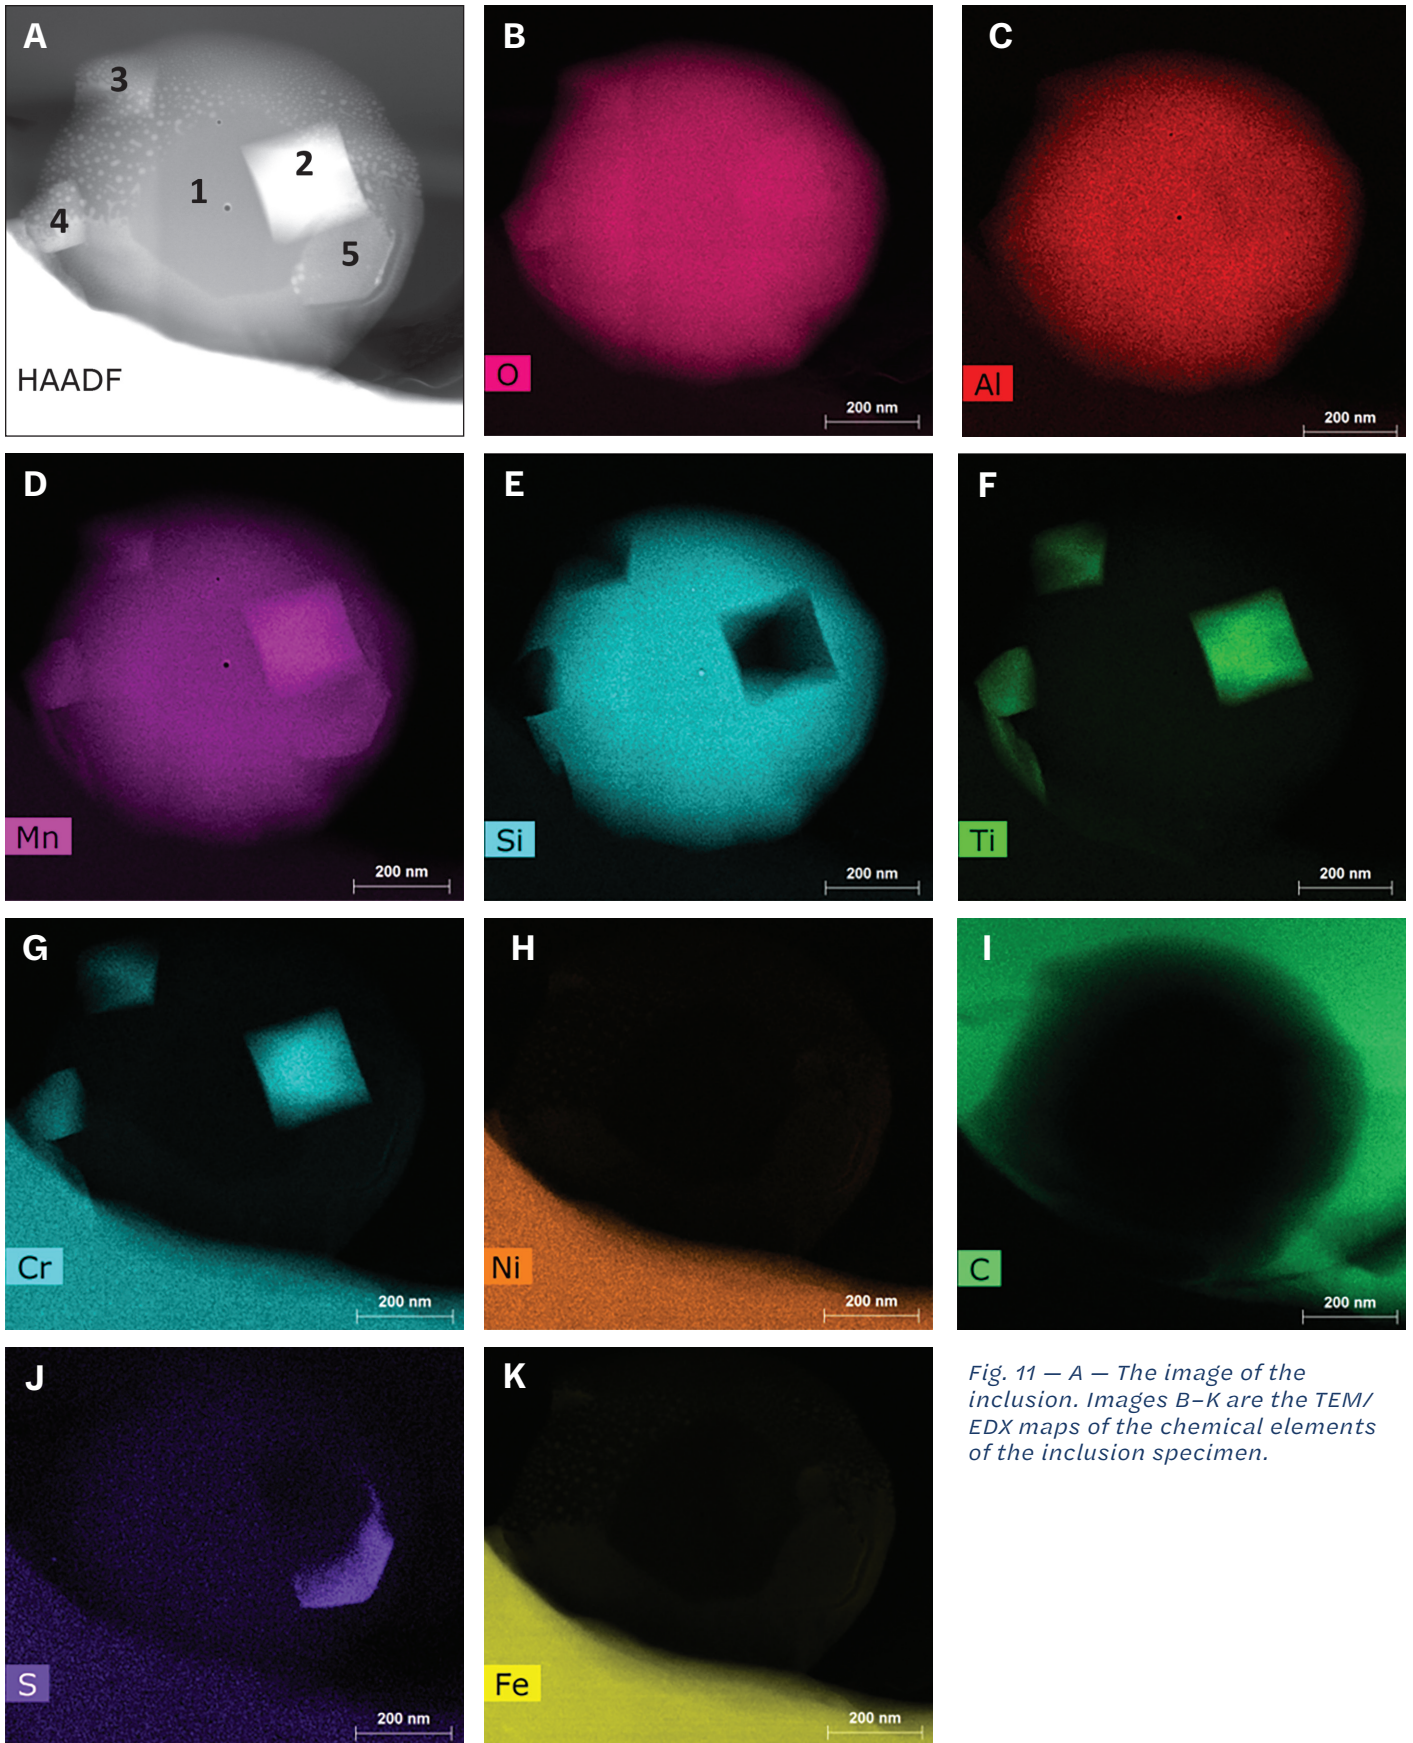 A
3
2
1
4
5
HAADF
B
O
200 nm
C
Al
200 nm
D
Mn
200 nm
E
Si
200 nm
F
Ti
200 nm
G
Cr
200 nm
H
Ni
200 nm
I
C
200 nm
J
S
200 nm
K
Fe
200 nm
Fig. 11 — A — The image of the
inclusion. Images B–K are the TEM/
EDX maps of the chemical elements
of the inclusion specimen.